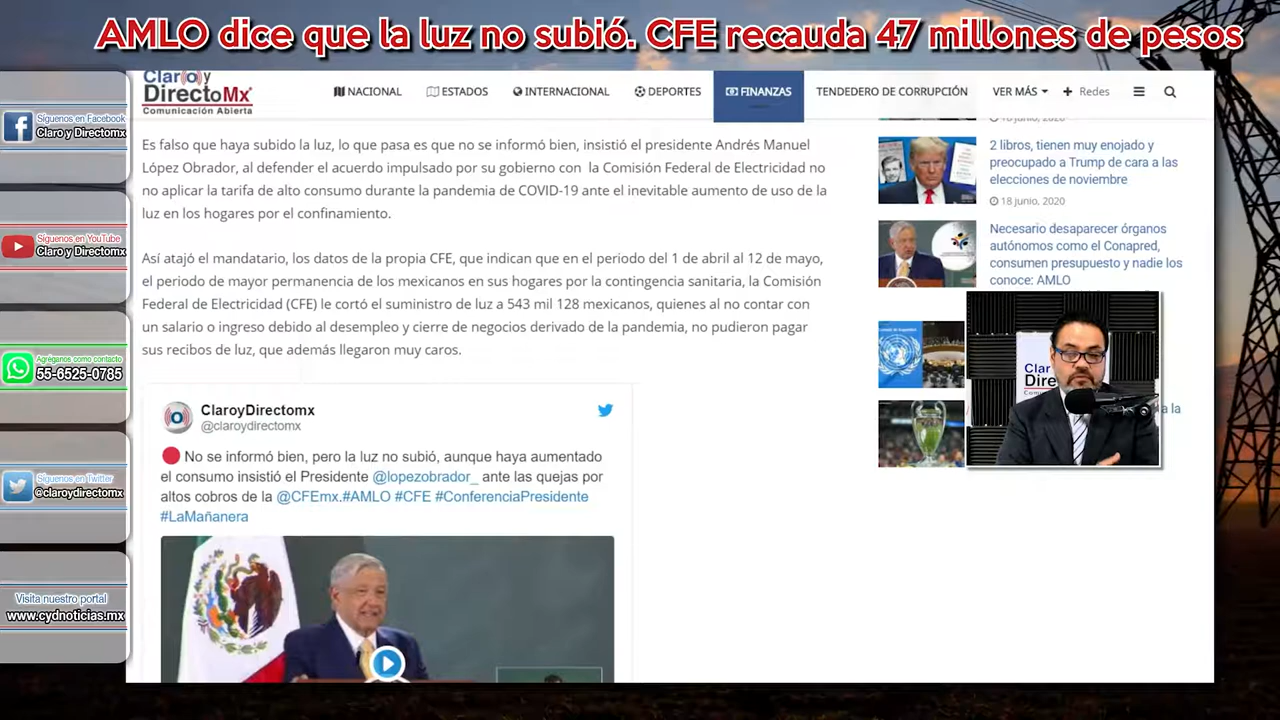 AMLO dice que la luz no subió. CFE recauda 47 millones de pesos
Claro y
DirectoMx
Comunicación Abierta
NACIONAL
ESTADOS
INTERNACIONAL
DEPORTES
FINANZAS
TENDEDERO DE CORRUPCIÓN
VER MÁS
Redes
Síguenos en Facebook
Claro y Directomx
Síguenos en YouTube
Claro y Directomx
Agréganos como contacto
55-6525-0785
Síguenos en Twitter
@claroydirectomx
Visita nuestro portal
www.cydnoticias.mx
Es falso que haya subido la luz, lo que pasa es que no se informó bien, insistió el presidente Andrés Manuel
López Obrador, al defender el acuerdo impulsado por su gobierno con la Comisión Federal de Electricidad no
no aplicar la tarifa de alto consumo durante la pandemia de COVID-19 ante el inevitable aumento de uso de la
luz en los hogares por el confinamiento.
Así atajó el mandatario, los datos de la propia CFE, que indican que en el periodo del 1 de abril al 12 de mayo,
el periodo de mayor permanencia de los mexicanos en sus hogares por la contingencia sanitaria, la Comisión
Federal de Electricidad (CFE) le cortó el suministro de luz a 543 mil 128 mexicanos, quienes al no contar con
un salario o ingreso debido al desempleo y cierre de negocios derivado de la pandemia, no pudieron pagar
sus recibos de luz, que además llegaron muy caros.
ClaroyDirectomx
@claroydirectomx
No se informó bien, pero la luz no subió, aunque haya aumentado
el consumo insistió el Presidente @lopezobrador_ ante las quejas por
altos cobros de la @CFEmx.#AMLO #CFE #ConferenciaPresidente
#LaMañanera
18 junio, 2020
2 libros, tienen muy enojado y
preocupado a Trump de cara a las
elecciones de noviembre
18 junio, 2020
Necesario desaparecer órganos
autónomos como el Conapred,
consumen presupuesto y nadie los
conoce: AMLO
Claro
Dire
a la